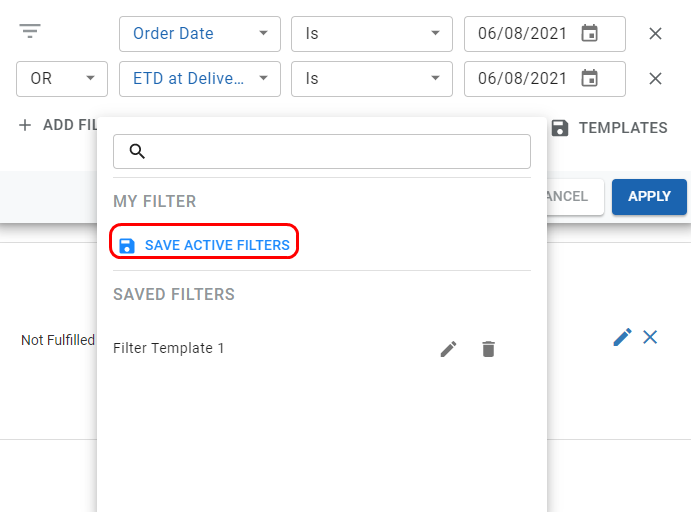 Order Date Is 06/08/2021
OR ETD at Delive... Is 06/08/2021
ADD FIL TEMPLATES
MY FILTER
ANCEL APPLY
SAVE ACTIVE FILTERS
SAVED FILTERS
Not Fulfilled
Filter Template 1